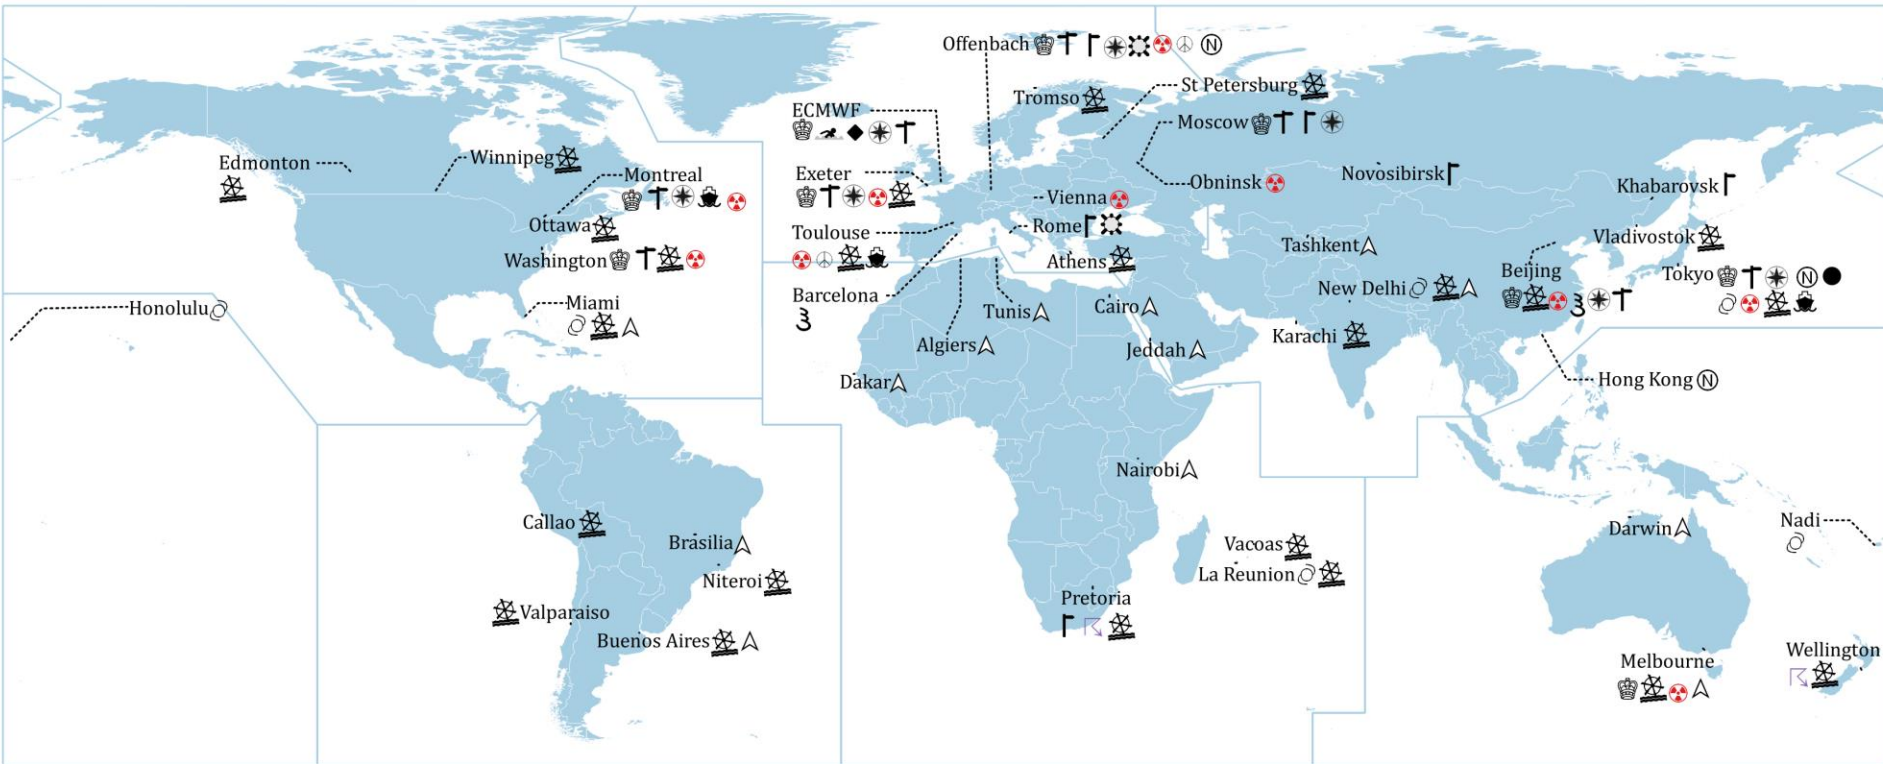 Offenbach
N
Tromso
St Petersburg
ECMWF
Moscow
Edmonton
Winnipeg
Montreal
Exeter
Vienna
Obninsk
Novosibirsk
Khabarovsk
Ottawa
Toulouse
Rome
Tashkent
Vladivostok
Washington
Athens
Beijing
Tokyo
N
New Delhi
Honolulu
Miami
Barcelona
Tunis
Cairo
Karachi
Algiers
Jeddah
Dakar
Hong Kong
N
Nairobi
Callao
Brasilia
Darwin
Nadi
Vacoas
La Reunion
Niteroi
Valparaiso
Pretoria
Buenos Aires
Melbourne
Wellington